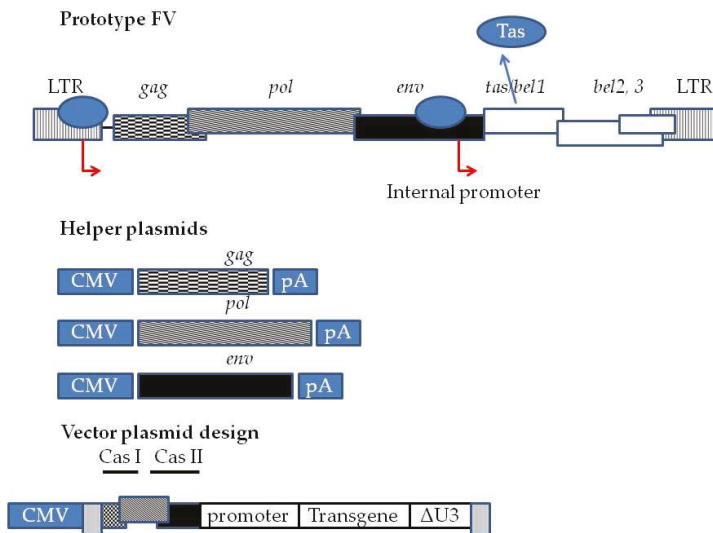 Prototype FV
Tas
LTR gag pol env tas/bel1 bel2, 3 LTR
Internal promoter
Helper plasmids
gag
CMV pA
pol
CMV pA
env
CMV pA
Vector plasmid design
Cas I Cas II
CMV promoter Transgene ΔU3